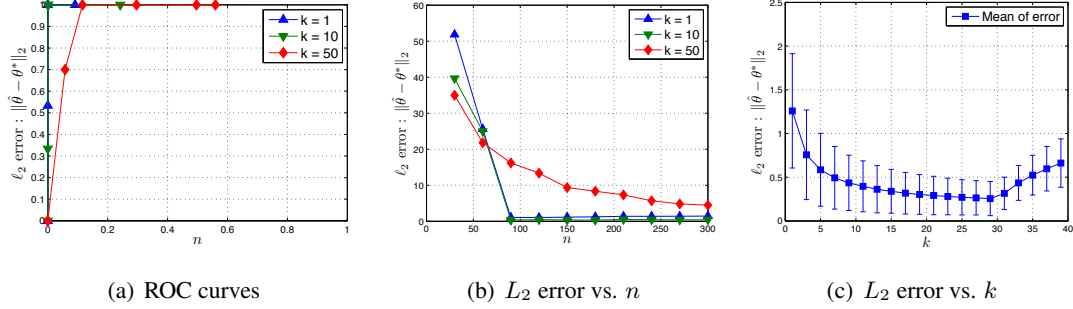 1
0.9
0.8
0.7
0.6
0.5
0.4
0.3
0.2
0.1
0
0 0.2 0.4 0.6 0.8 1
ℓ₂ error : ||θ̂ − θ*||₂
n
k = 1
k = 10
k = 50
(a) ROC curves
60
50
40
30
20
10
0
0 50 100 150 200 250 300
ℓ₂ error : ||θ̂ − θ*||₂
n
k = 1
k = 10
k = 50
(b) L₂ error vs. n
2.5
2
1.5
1
0.5
0
0 5 10 15 20 25 30 35 40
ℓ₂ error : ||θ̂ − θ*||₂
k
Mean of error
(c) L₂ error vs. k